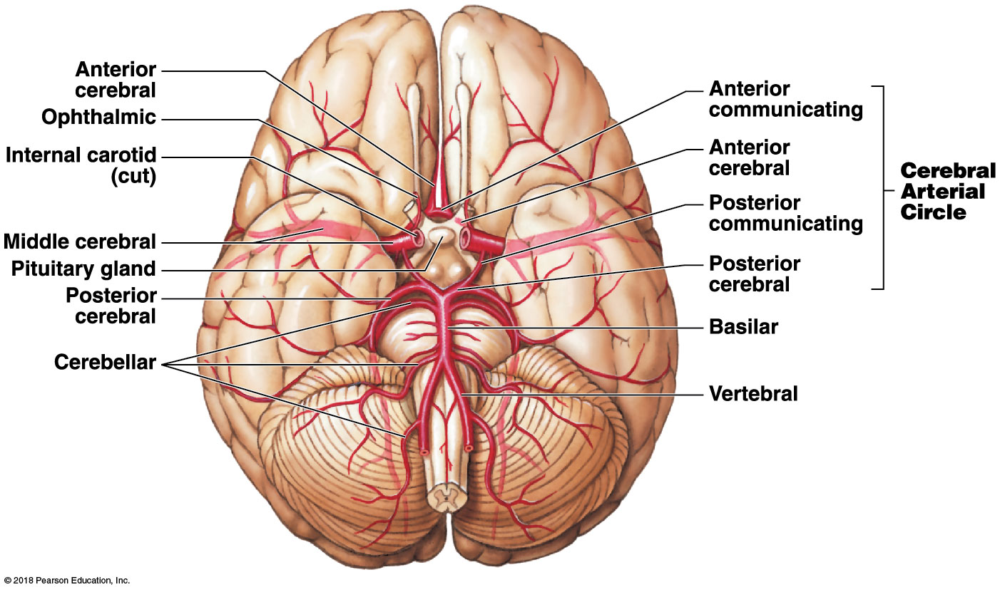 Anterior
cerebral
Ophthalmic
Internal carotid
(cut)
Middle cerebral
Pituitary gland
Posterior
cerebral
Cerebellar
Anterior
communicating
Anterior
cerebral
Posterior
communicating
Posterior
cerebral
Basilar
Vertebral
Cerebral
Arterial
Circle
© 2018 Pearson Education, Inc.